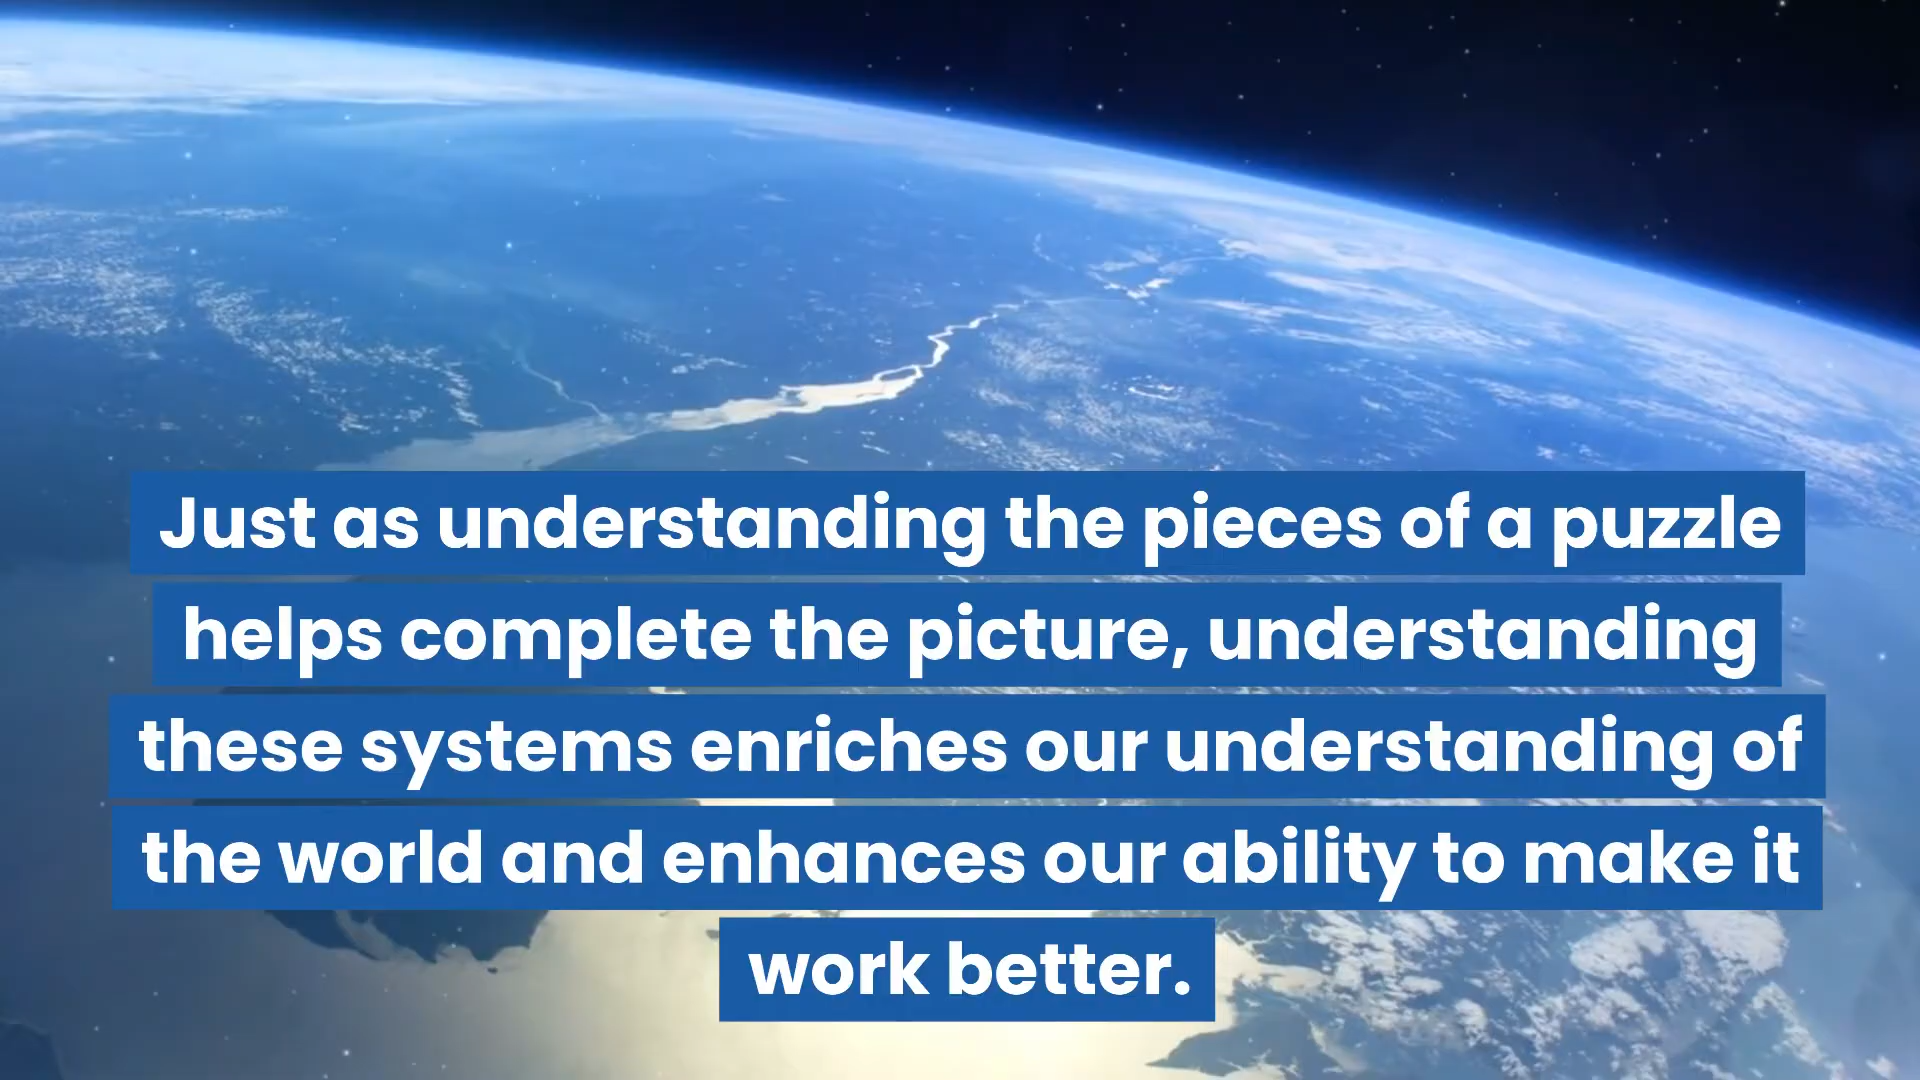 Just as understanding the pieces of a puzzle
helps complete the picture, understanding
these systems enriches our understanding of
the world and enhances our ability to make it
work better.